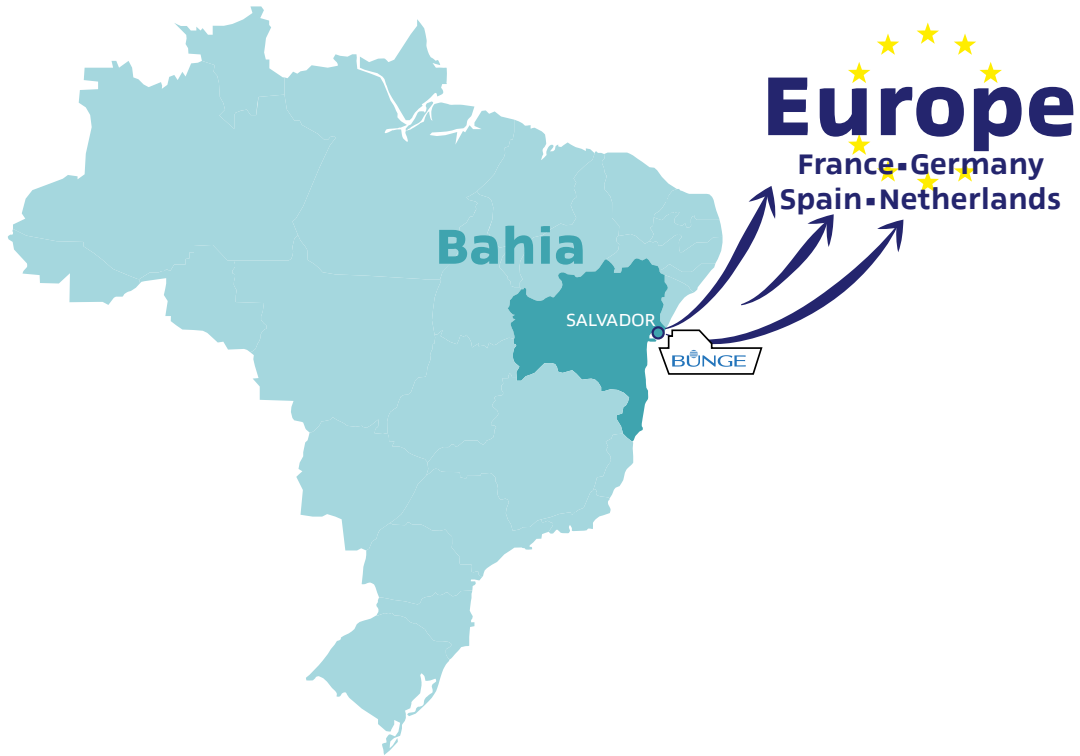 Europe
France▪Germany
Spain▪Netherlands
Bahia
SALVADOR
BUNGE